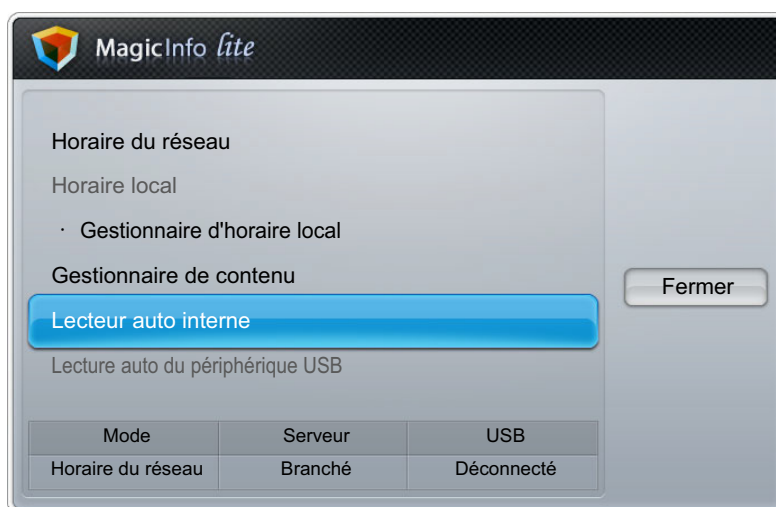 MagicInfo lite
Horaire du réseau
Horaire local
· Gestionnaire d'horaire local
Gestionnaire de contenu
Lecteur auto interne
Lecture auto du périphérique USB
Fermer
Mode Serveur USB
Horaire du réseau Branché Déconnecté